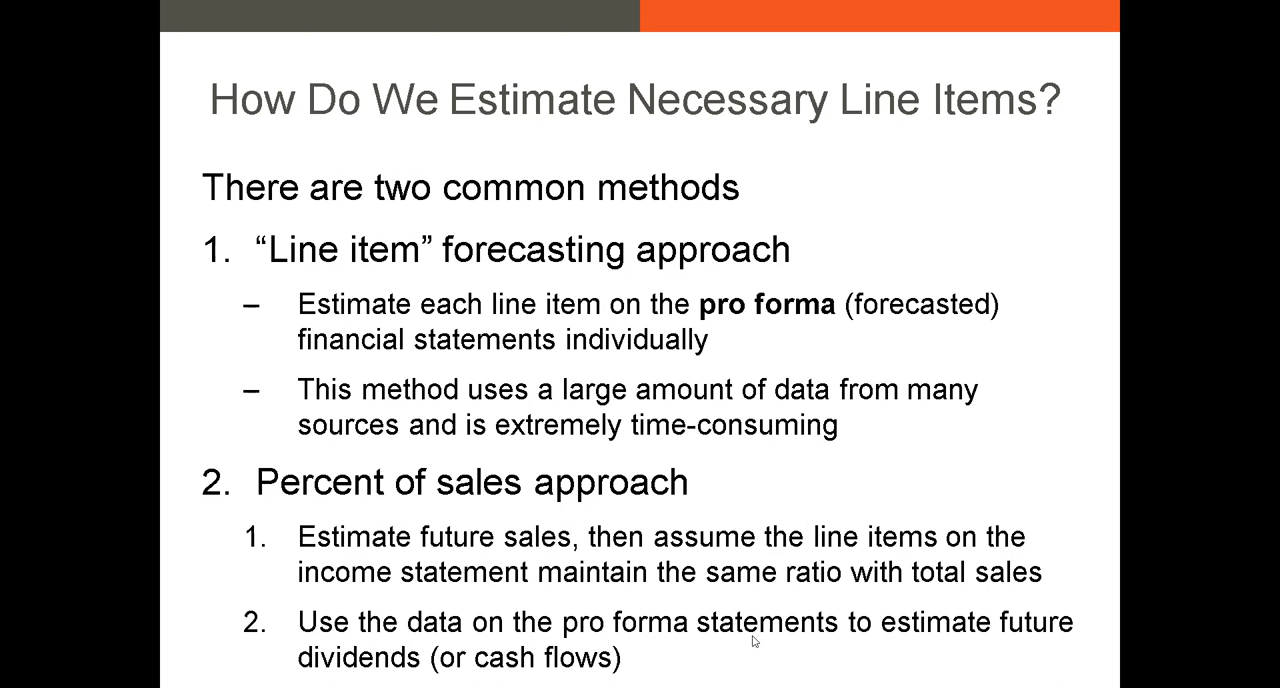 How Do We Estimate Necessary Line Items?
There are two common methods
1. “Line item” forecasting approach
– Estimate each line item on the pro forma (forecasted)
financial statements individually
– This method uses a large amount of data from many
sources and is extremely time-consuming
2. Percent of sales approach
1. Estimate future sales, then assume the line items on the
income statement maintain the same ratio with total sales
2. Use the data on the pro forma statements to estimate future
dividends (or cash flows)